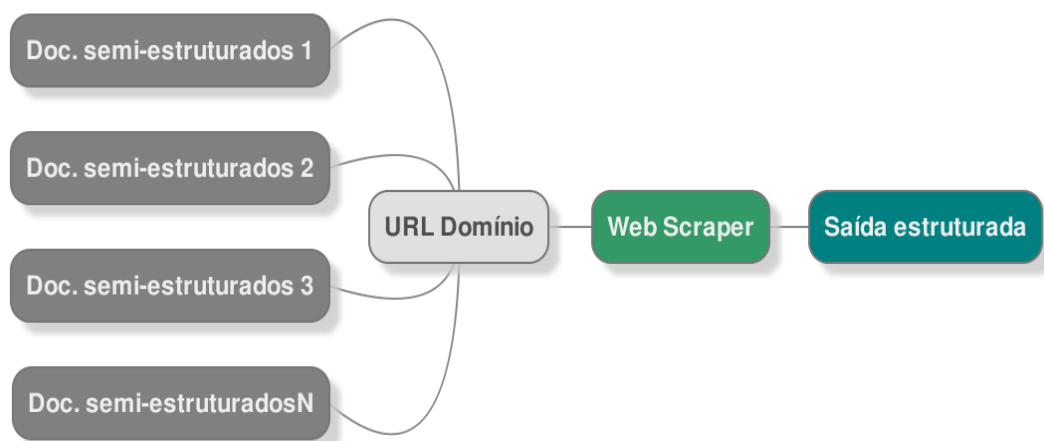 Doc. semi-estruturados 1
Doc. semi-estruturados 2
Doc. semi-estruturados 3
Doc. semi-estruturadosN
URL Domínio
Web Scraper
Saída estruturada